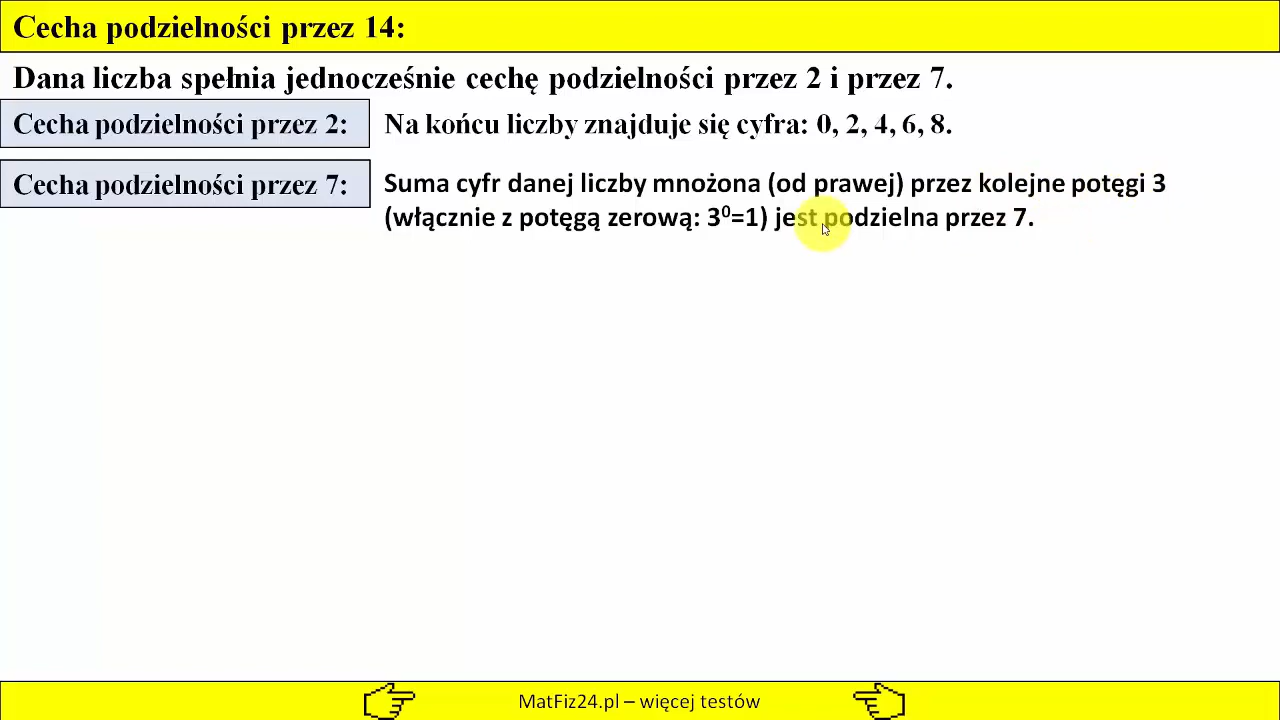 Cecha podzielności przez 14:
Dana liczba spełnia jednocześnie cechę podzielności przez 2 i przez 7.
Cecha podzielności przez 2: Na końcu liczby znajduje się cyfra: 0, 2, 4, 6, 8.
Cecha podzielności przez 7: Suma cyfr danej liczby mnożona (od prawej) przez kolejne potęgi 3
(włącznie z potęgą zerową: 3⁰=1) jest podzielna przez 7.
MatFiz24.pl – więcej testów